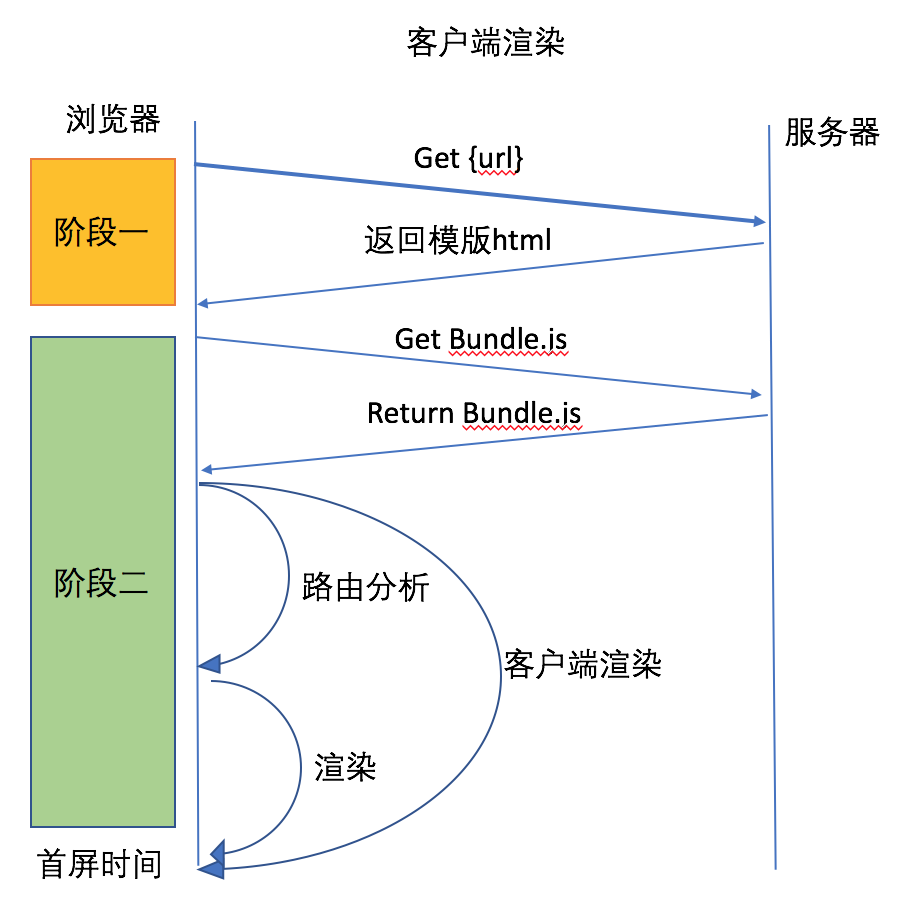 客户端渲染
浏览器
服务器
Get {url}
阶段一
返回模版html
Get Bundle.js
Return Bundle.js
阶段二
路由分析
客户端渲染
渲染
首屏时间